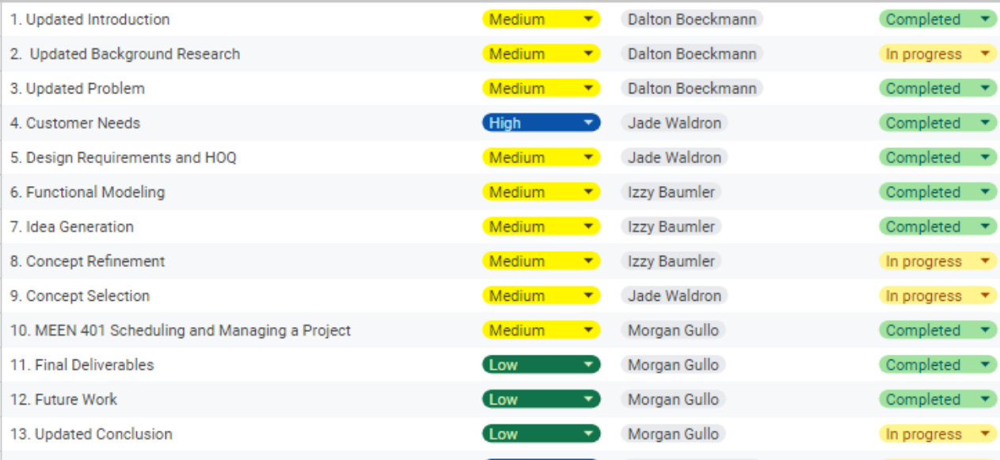 1. Updated Introduction Medium Dalton Boeckmann Completed
2. Updated Background Research Medium Dalton Boeckmann In progress
3. Updated Problem Medium Dalton Boeckmann Completed
4. Customer Needs High Jade Waldron Completed
5. Design Requirements and HOQ Medium Jade Waldron Completed
6. Functional Modeling Medium Izzy Baumler Completed
7. Idea Generation Medium Izzy Baumler Completed
8. Concept Refinement Medium Izzy Baumler In progress
9. Concept Selection Medium Jade Waldron In progress
10. MEEN 401 Scheduling and Managing a Project Medium Morgan Gullo Completed
11. Final Deliverables Low Morgan Gullo Completed
12. Future Work Low Morgan Gullo Completed
13. Updated Conclusion Low Morgan Gullo In progress